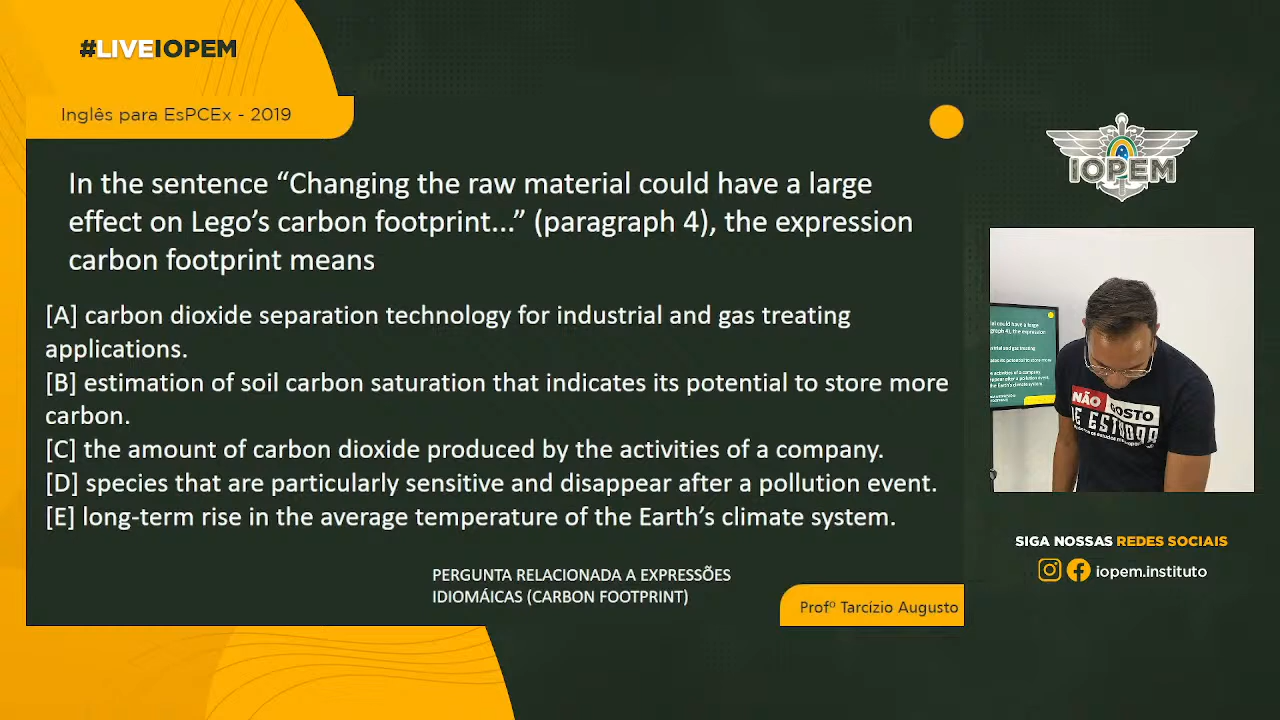 #LIVEIOPEM
Inglês para EsPCEx - 2019
In the sentence “Changing the raw material could have a large
effect on Lego’s carbon footprint...” (paragraph 4), the expression
carbon footprint means
[A] carbon dioxide separation technology for industrial and gas treating
applications.
[B] estimation of soil carbon saturation that indicates its potential to store more
carbon.
[C] the amount of carbon dioxide produced by the activities of a company.
[D] species that are particularly sensitive and disappear after a pollution event.
[E] long-term rise in the average temperature of the Earth’s climate system.
PERGUNTA RELACIONADA A EXPRESSÕES
IDIOMÁICAS (CARBON FOOTPRINT)
Profº Tarcízio Augusto
IOPEM
NÃO GOSTO
DE ESTUDAR
SIGA NOSSAS REDES SOCIAIS
iopem.instituto